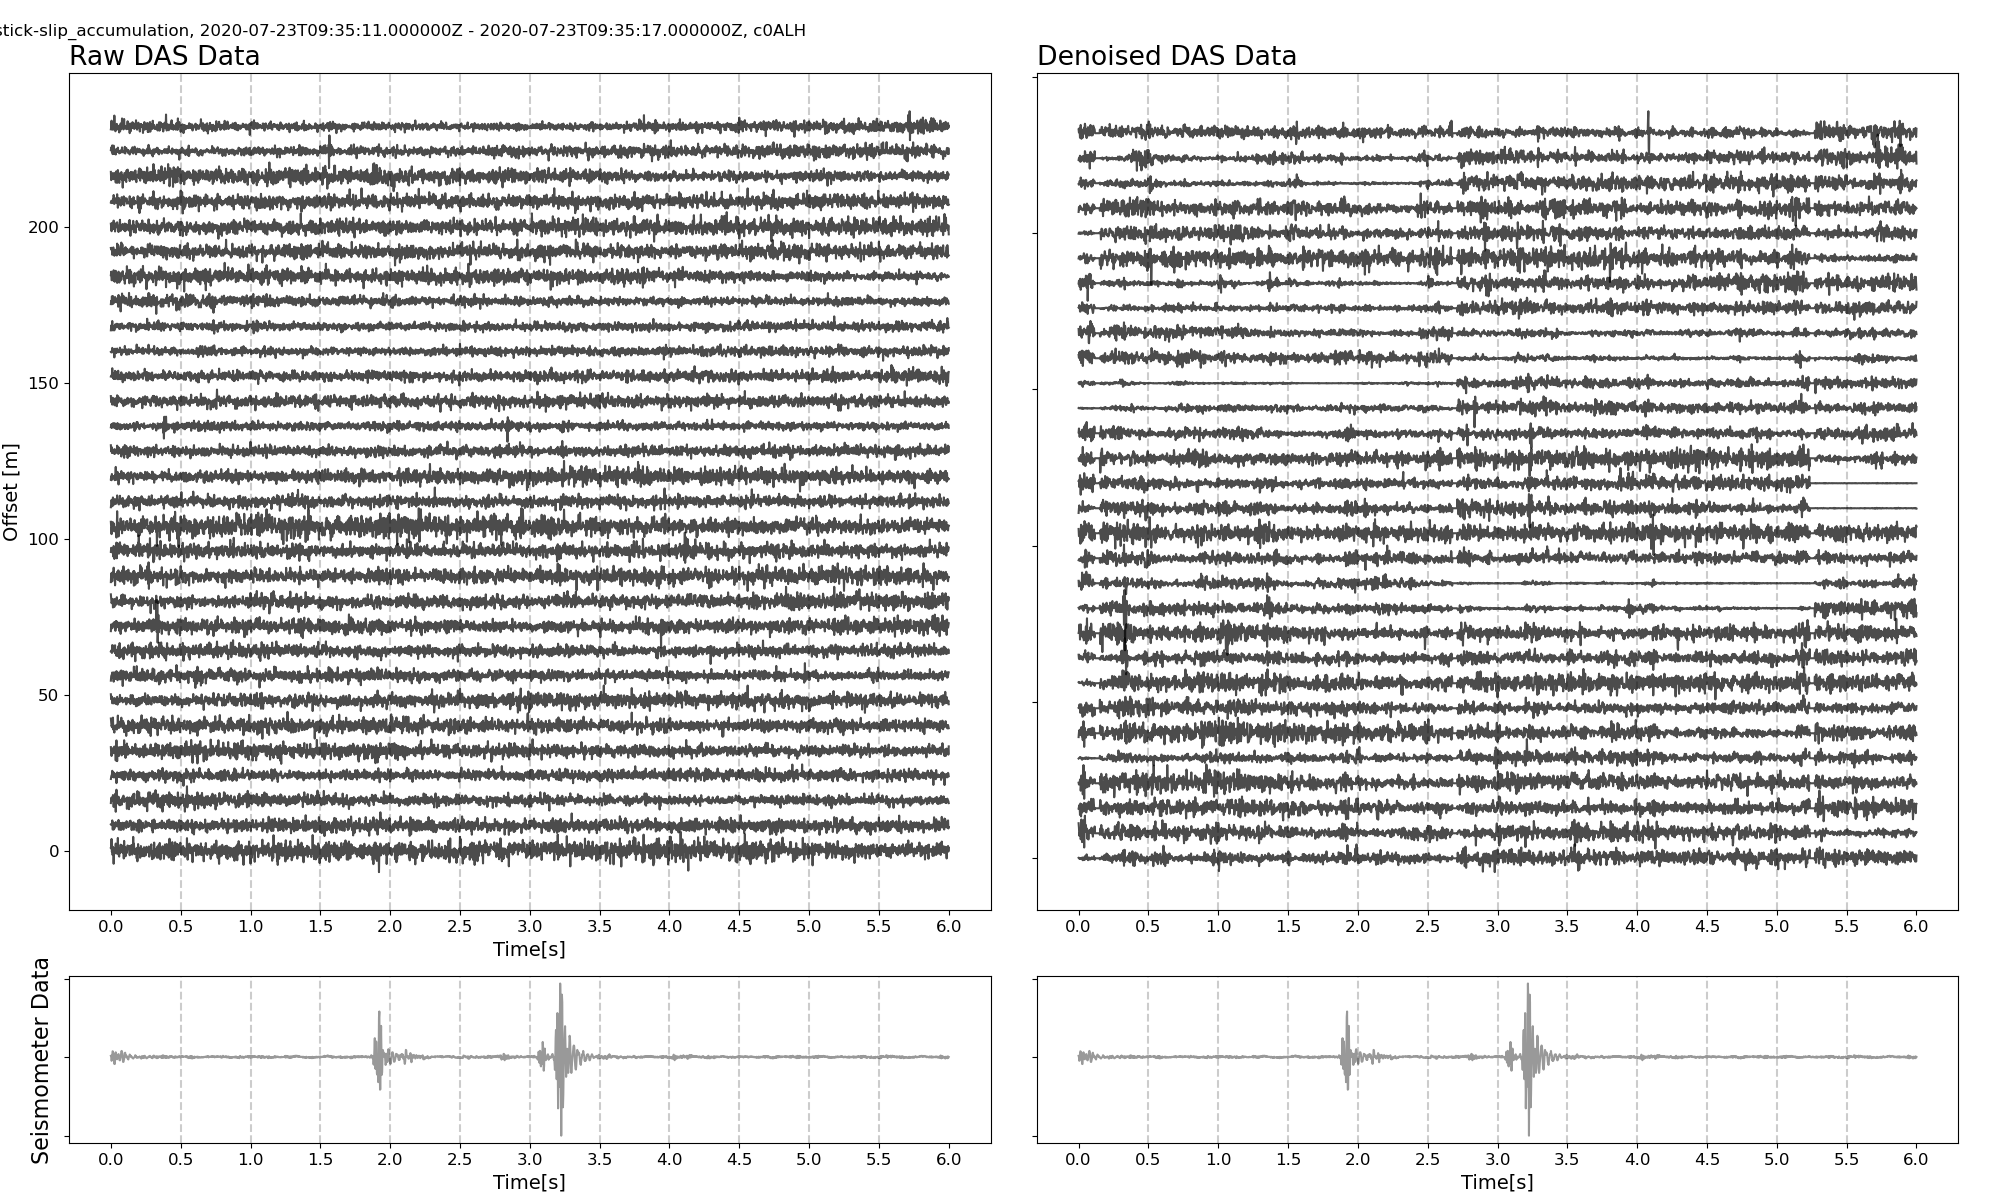 stick-slip_accumulation, 2020-07-23T09:35:11.000000Z - 2020-07-23T09:35:17.000000Z, c0ALH
Raw DAS Data
Denoised DAS Data
Offset [m]
200
150
100
50
0
0.0 0.5 1.0 1.5 2.0 2.5 3.0 3.5 4.0 4.5 5.0 5.5 6.0
Time[s]
0.0 0.5 1.0 1.5 2.0 2.5 3.0 3.5 4.0 4.5 5.0 5.5 6.0
Seismometer Data
0.0 0.5 1.0 1.5 2.0 2.5 3.0 3.5 4.0 4.5 5.0 5.5 6.0
Time[s]
0.0 0.5 1.0 1.5 2.0 2.5 3.0 3.5 4.0 4.5 5.0 5.5 6.0
Time[s]